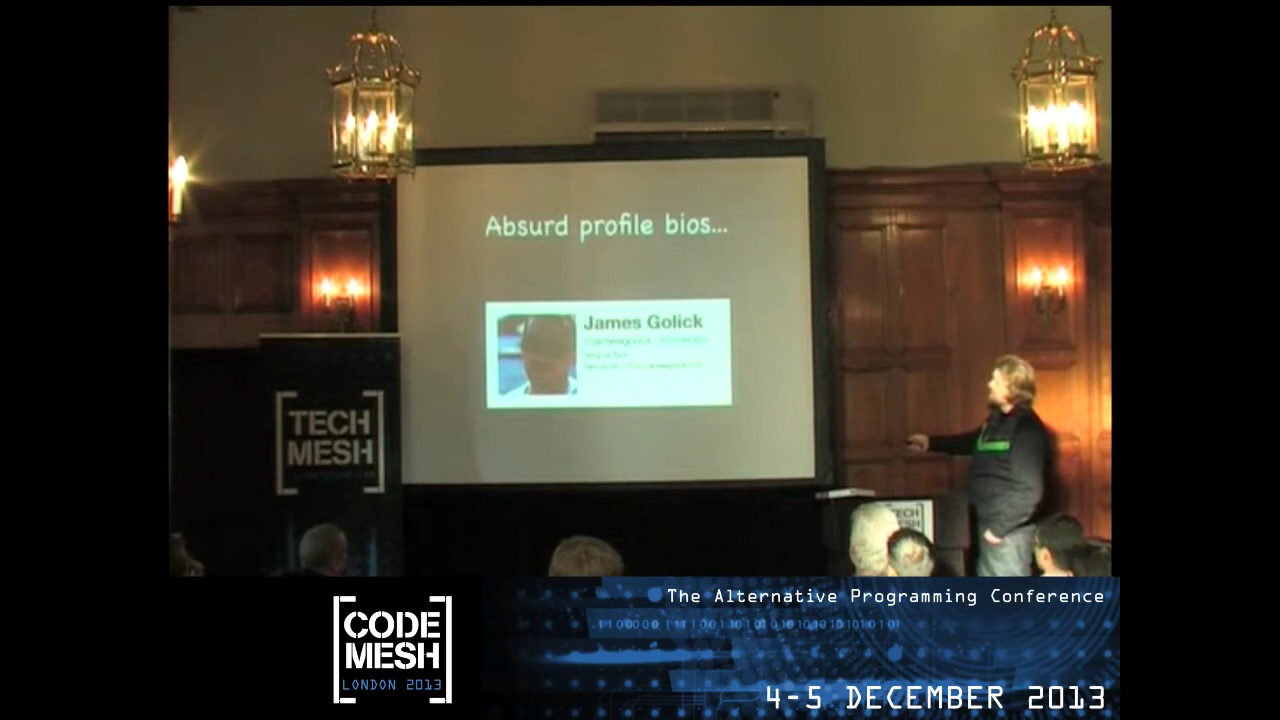 Absurd profile bios...
James Golick
TECH
MESH
TECH
CODE
MESH
LONDON 2013
The Alternative Programming Conference
4-5 DECEMBER 2013